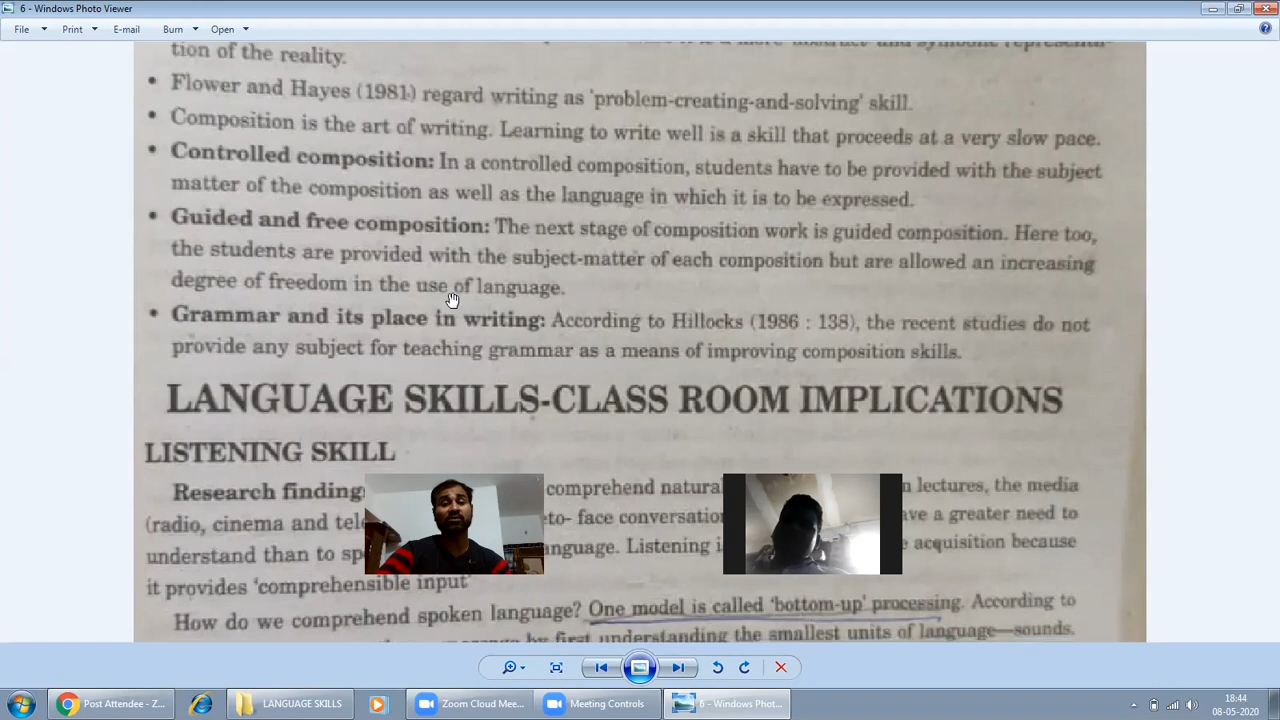 6 - Windows Photo Viewer
File Print E-mail Burn Open
tion of the reality.
• Flower and Hayes (1981) regard writing as 'problem-creating-and-solving' skill.
• Composition is the art of writing. Learning to write well is a skill that proceeds at a very slow pace.
• Controlled composition: In a controlled composition, students have to be provided with the subject
matter of the composition as well as the language in which it is to be expressed.
• Guided and free composition: The next stage of composition work is guided composition. Here too,
the students are provided with the subject-matter of each composition but are allowed an increasing
degree of freedom in the use of language.
• Grammar and its place in writing: According to Hillocks (1986 : 138), the recent studies do not
provide any subject for teaching grammar as a means of improving composition skills.
LANGUAGE SKILLS-CLASS ROOM IMPLICATIONS
LISTENING SKILL
Research finding comprehend natural lectures, the media
(radio, cinema and to- face conversation have a greater need to
understand than to language. Listening acquisition because
it provides 'comprehensible input'
How do we comprehend spoken language? One model is called 'bottom-up' processing. According to
by first understanding the smallest units of language—sounds.
Post Attendee - Z...
LANGUAGE SKILLS
Zoom Cloud Mee...
Meeting Controls
6 - Windows Phot...
18:44
08-05-2020